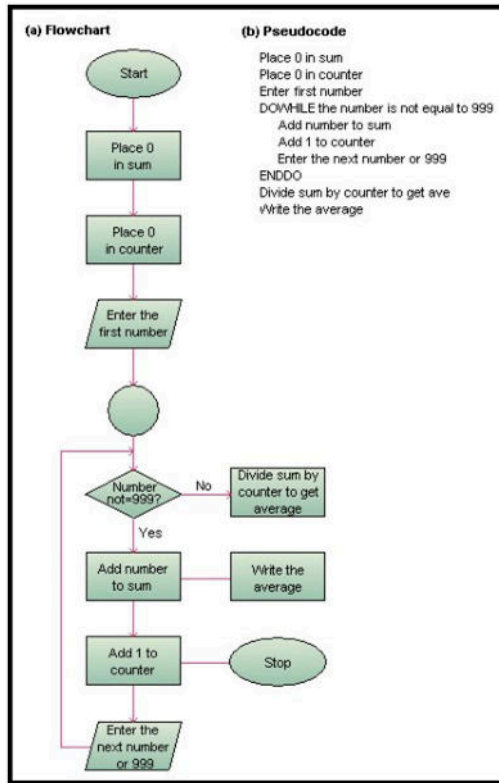 (a) Flowchart
Start
Place 0
in sum
Place 0
in counter
Enter the
first number
Number
not=999?
No
Divide sum by
counter to get
average
Yes
Add number
to sum
Write the
average
Add 1 to
counter
Stop
Enter the
next number
or 999
(b) Pseudocode
Place 0 in sum
Place 0 in counter
Enter first number
DOWHILE the number is not equal to 999
Add number to sum
Add 1 to counter
Enter the next number or 999
ENDDO
Divide sum by counter to get ave
Write the average